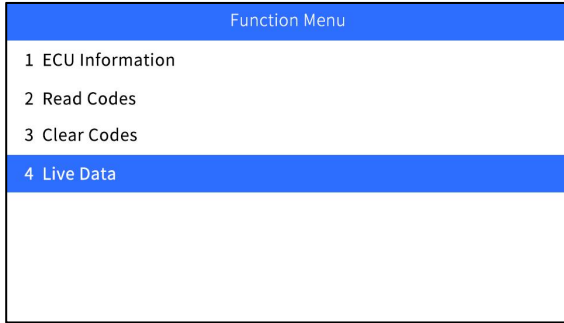 Function Menu
1 ECU Information
2 Read Codes
3 Clear Codes
4 Live Data